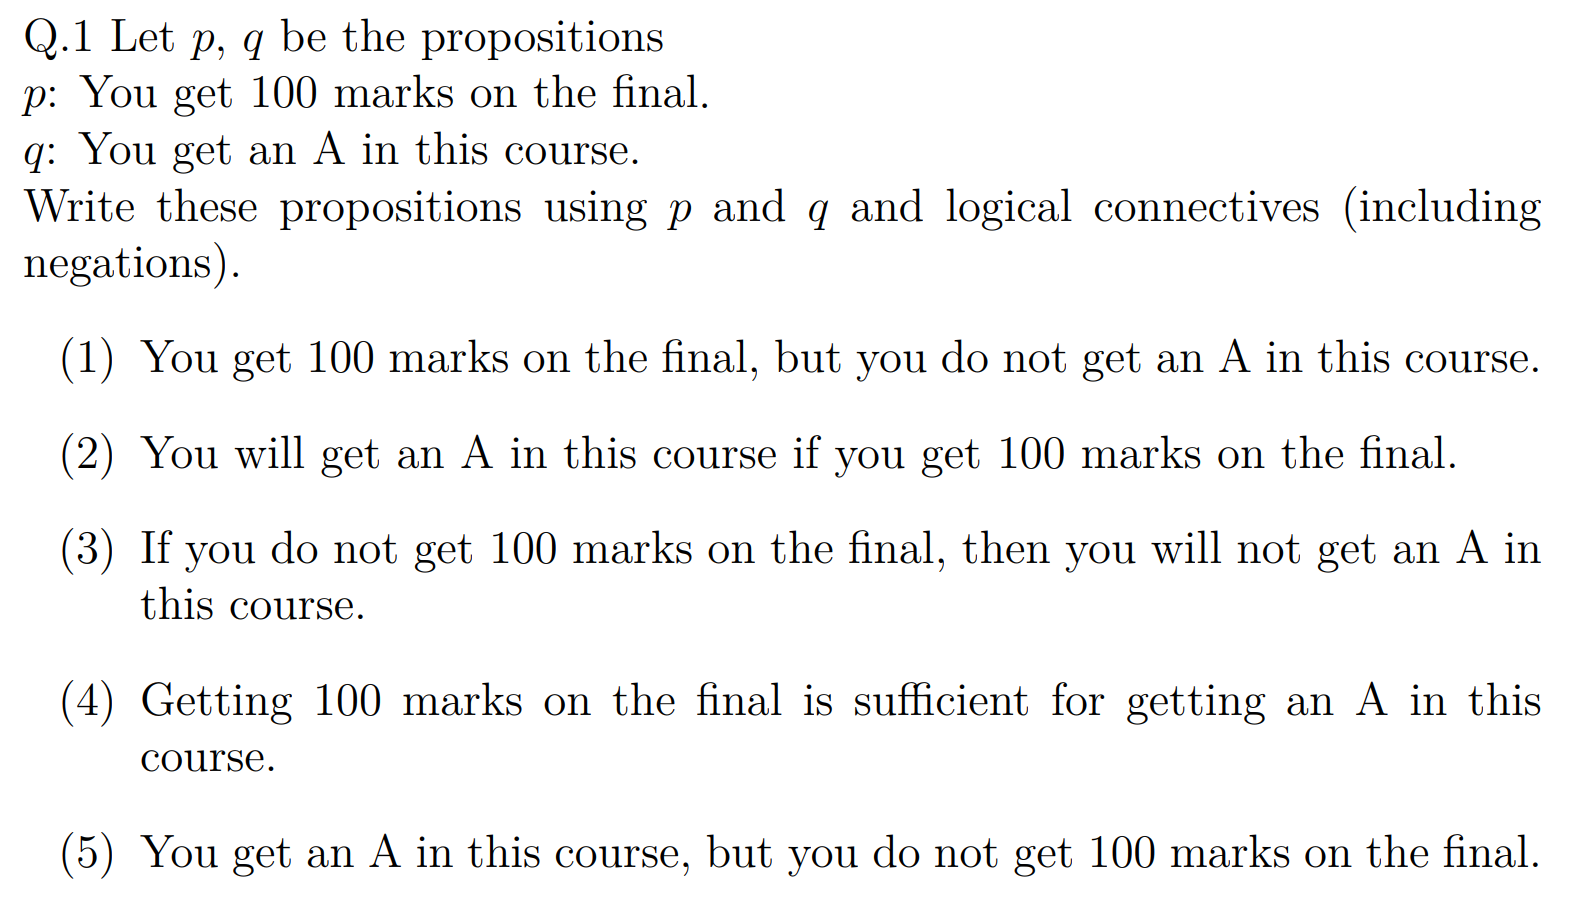 Q.1 Let p, q be the propositions
p: You get 100 marks on the final.
q: You get an A in this course.
Write these propositions using p and q and logical connectives (including
negations).
(1) You get 100 marks on the final, but you do not get an A in this course.
(2) You will get an A in this course if you get 100 marks on the final.
(3) If you do not get 100 marks on the final, then you will not get an A in
this course.
(4) Getting 100 marks on the final is sufficient for getting an A in this
course.
(5) You get an A in this course, but you do not get 100 marks on the final.